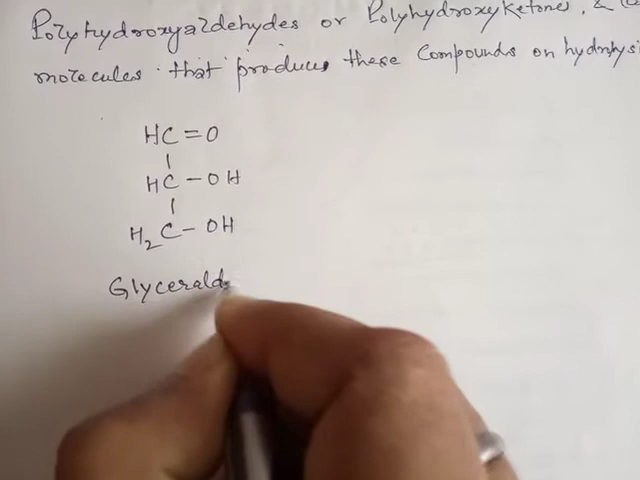 Polyhydroxyaldehydes or Polyhydroxyketones, &
molecules that produces these Compounds on
HC=O
HC-OH
H2C-OH
Glycerald